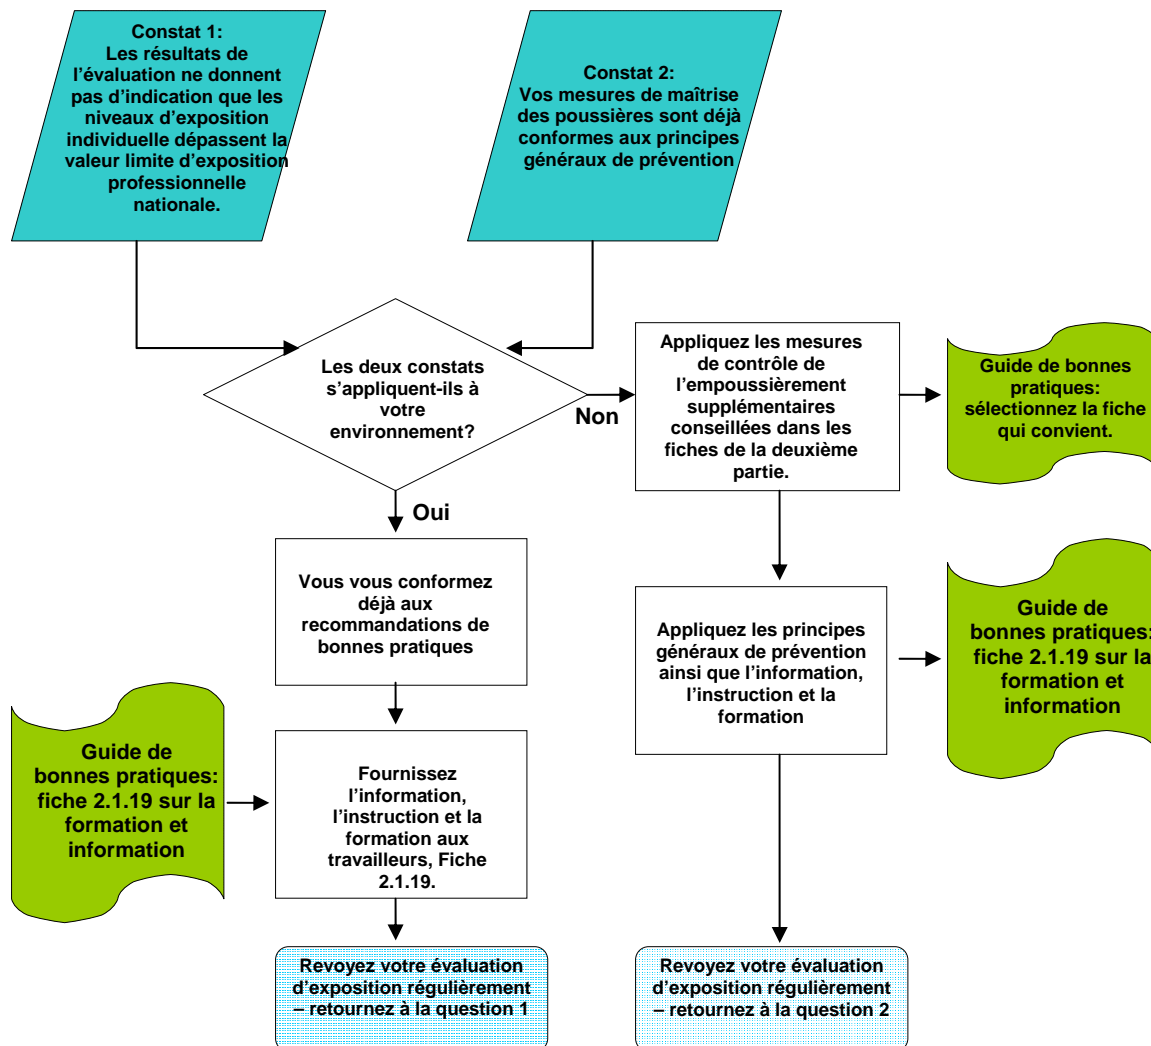 Constat 1:
Les résultats de
l'évaluation ne donnent
pas d'indication que les
niveaux d'exposition
individuelle dépassent la
valeur limite d'exposition
professionnelle
nationale.
Constat 2:
Vos mesures de maîtrise
des poussières sont déjà
conformes aux principes
généraux de prévention
Les deux constats
s'appliquent-ils à
votre
environnement?
Non
Appliquez les mesures
de contrôle de
l'empoussièrement
supplémentaires
conseillées dans les
fiches de la deuxième
partie.
Guide de bonnes
pratiques:
sélectionnez la fiche
qui convient.
Oui
Vous vous conformez
déjà aux
recommandations de
bonnes pratiques
Appliquez les principes
généraux de prévention
ainsi que l'information,
l'instruction et la
formation
Guide de
bonnes pratiques:
fiche 2.1.19 sur la
formation et
information
Guide de
bonnes pratiques:
fiche 2.1.19 sur la
formation et
information
Fournissez
l'information,
l'instruction et la
formation aux
travailleurs, Fiche
2.1.19.
Revoyez votre évaluation
d'exposition régulièrement
– retournez à la question 1
Revoyez votre évaluation
d'exposition régulièrement
– retournez à la question 2